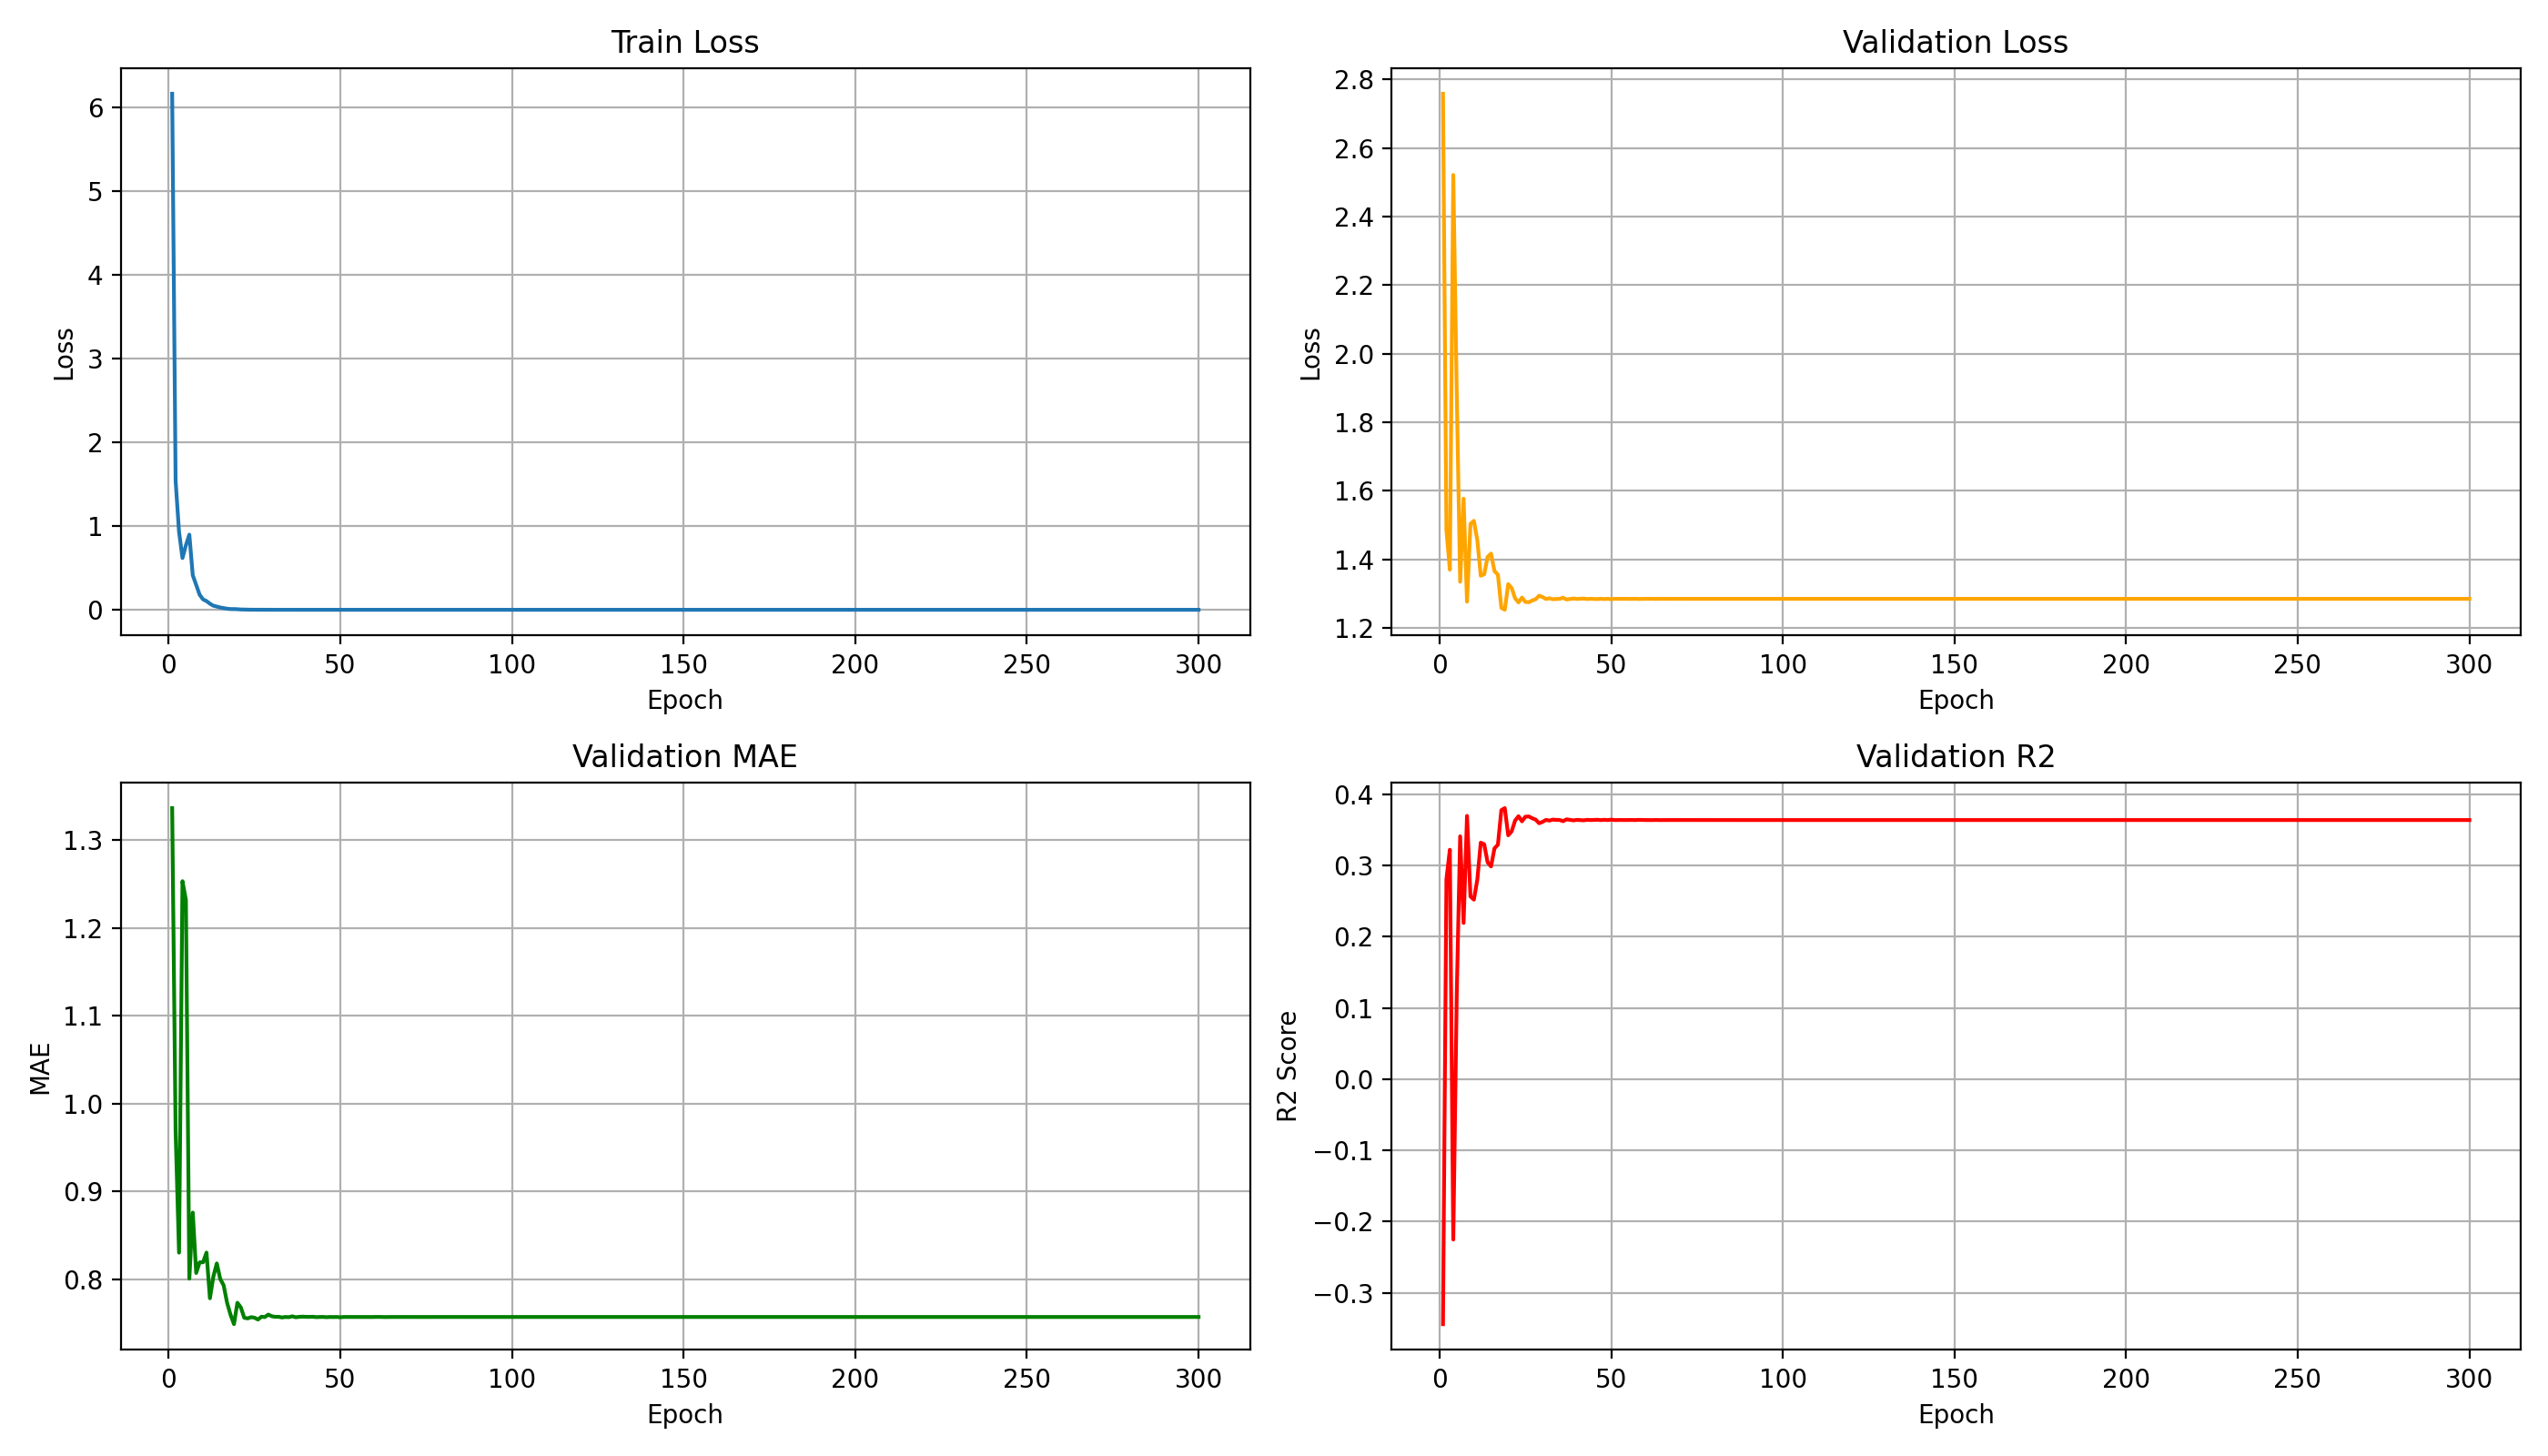 Train Loss
6
5
4
3
2
1
0
Loss
0 50 100 150 200 250 300
Epoch
Validation Loss
2.8
2.6
2.4
2.2
2.0
1.8
1.6
1.4
1.2
Loss
0 50 100 150 200 250 300
Epoch
Validation MAE
1.3
1.2
1.1
1.0
0.9
0.8
MAE
0 50 100 150 200 250 300
Epoch
Validation R2
0.4
0.3
0.2
0.1
0.0
−0.1
−0.2
−0.3
R2 Score
0 50 100 150 200 250 300
Epoch